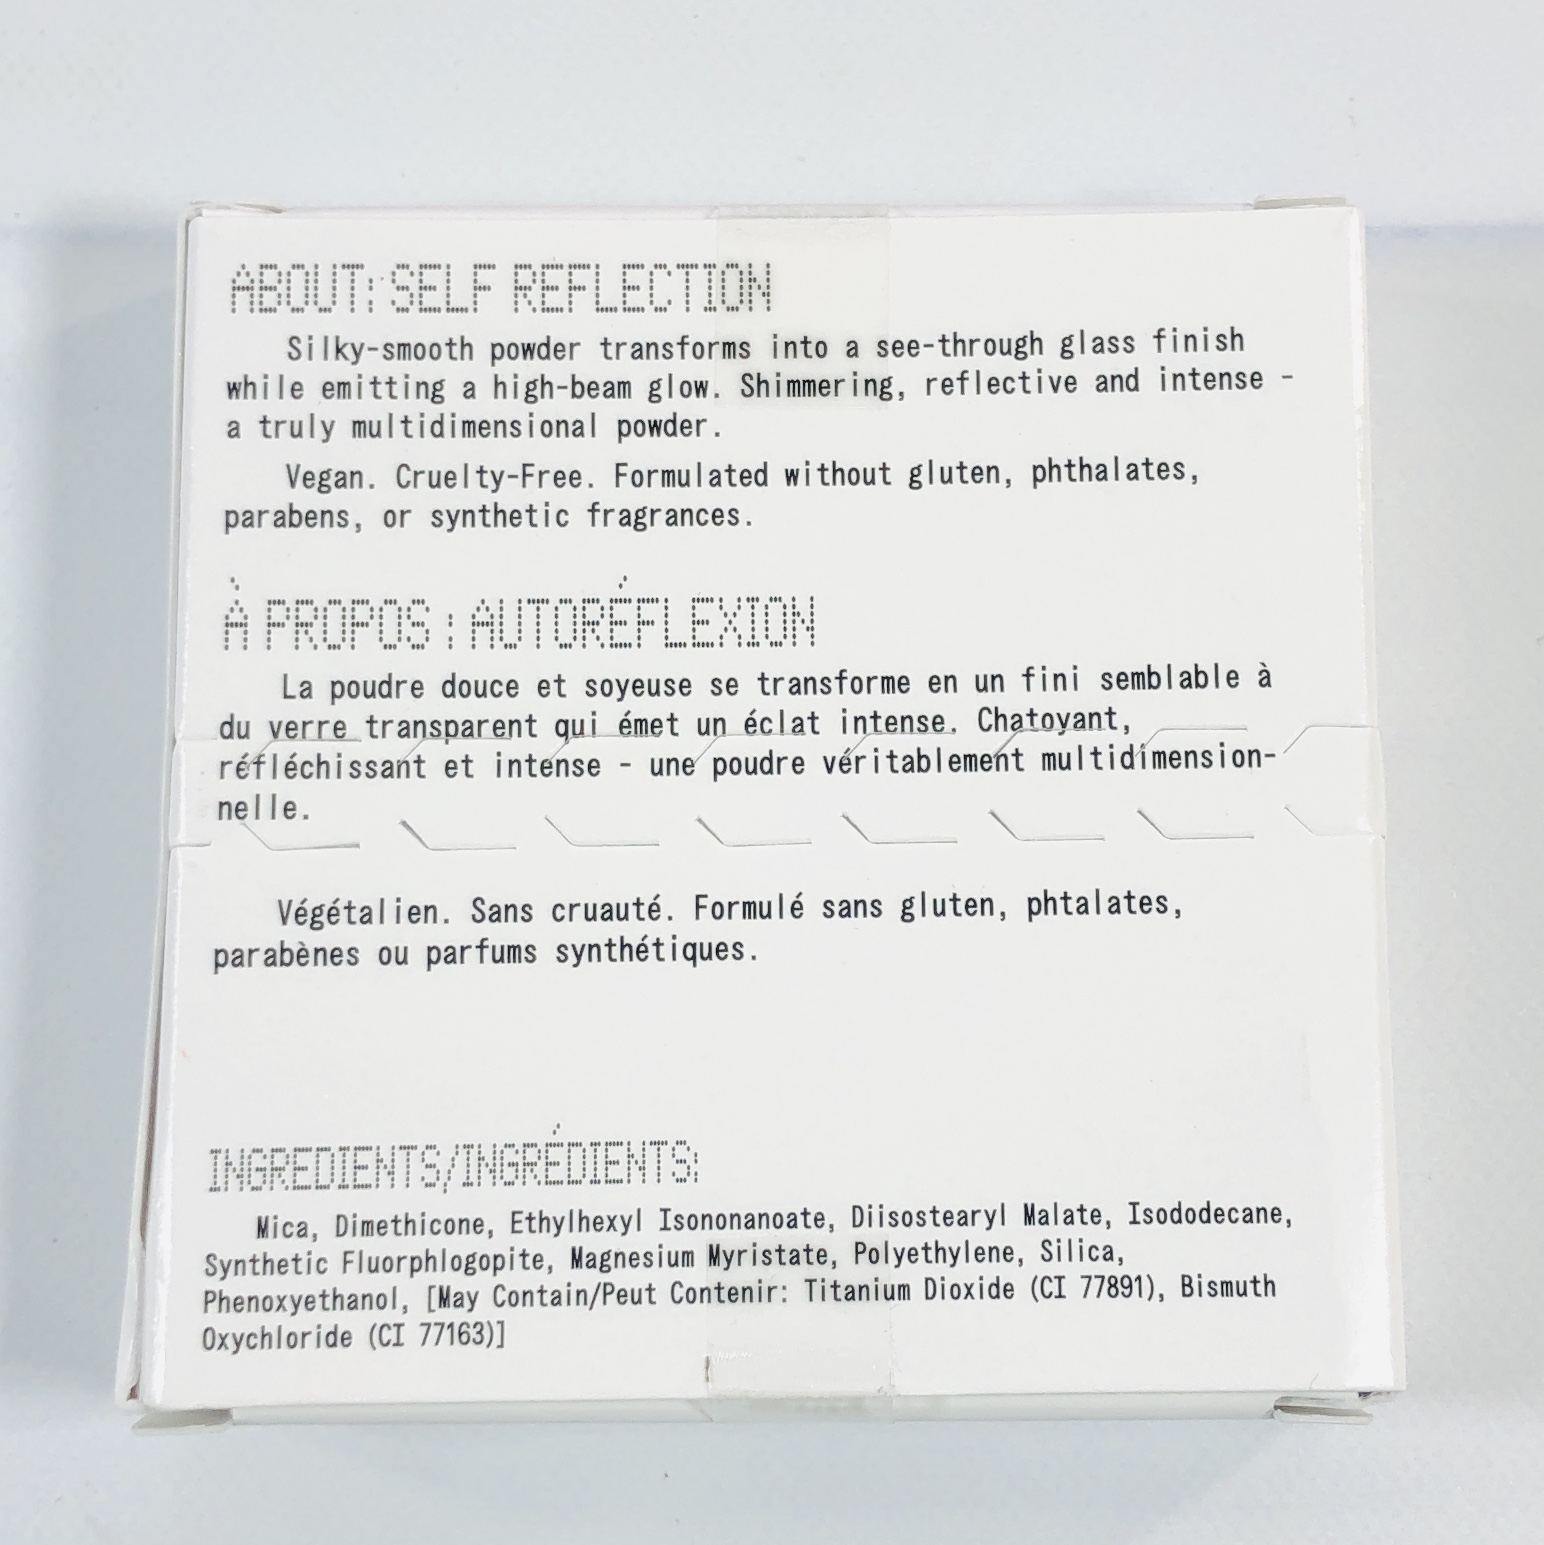 ABOUT: SELF REFLECTION
Silky-smooth powder transforms into a see-through glass finish
while emitting a high-beam glow. Shimmering, reflective and intense -
a truly multidimensional powder.
Vegan. Cruelty-Free. Formulated without gluten, phthalates,
parabens, or synthetic fragrances.
À PROPOS : AUTORÉFLEXION
La poudre douce et soyeuse se transforme en un fini semblable à
du verre transparent qui émet un éclat intense. Chatoyant,
réfléchissant et intense - une poudre véritablement multidimension-
nelle.
Végétalien. Sans cruauté. Formulé sans gluten, phtalates,
parabènes ou parfums synthétiques.
INGREDIENTS/INGRÉDIENTS:
Mica, Dimethicone, Ethylhexyl Isononanoate, Diisostearyl Malate, Isododecane,
Synthetic Fluorphlogopite, Magnesium Myristate, Polyethylene, Silica,
Phenoxyethanol, [May Contain/Peut Contenir: Titanium Dioxide (CI 77891), Bismuth
Oxychloride (CI 77163)]